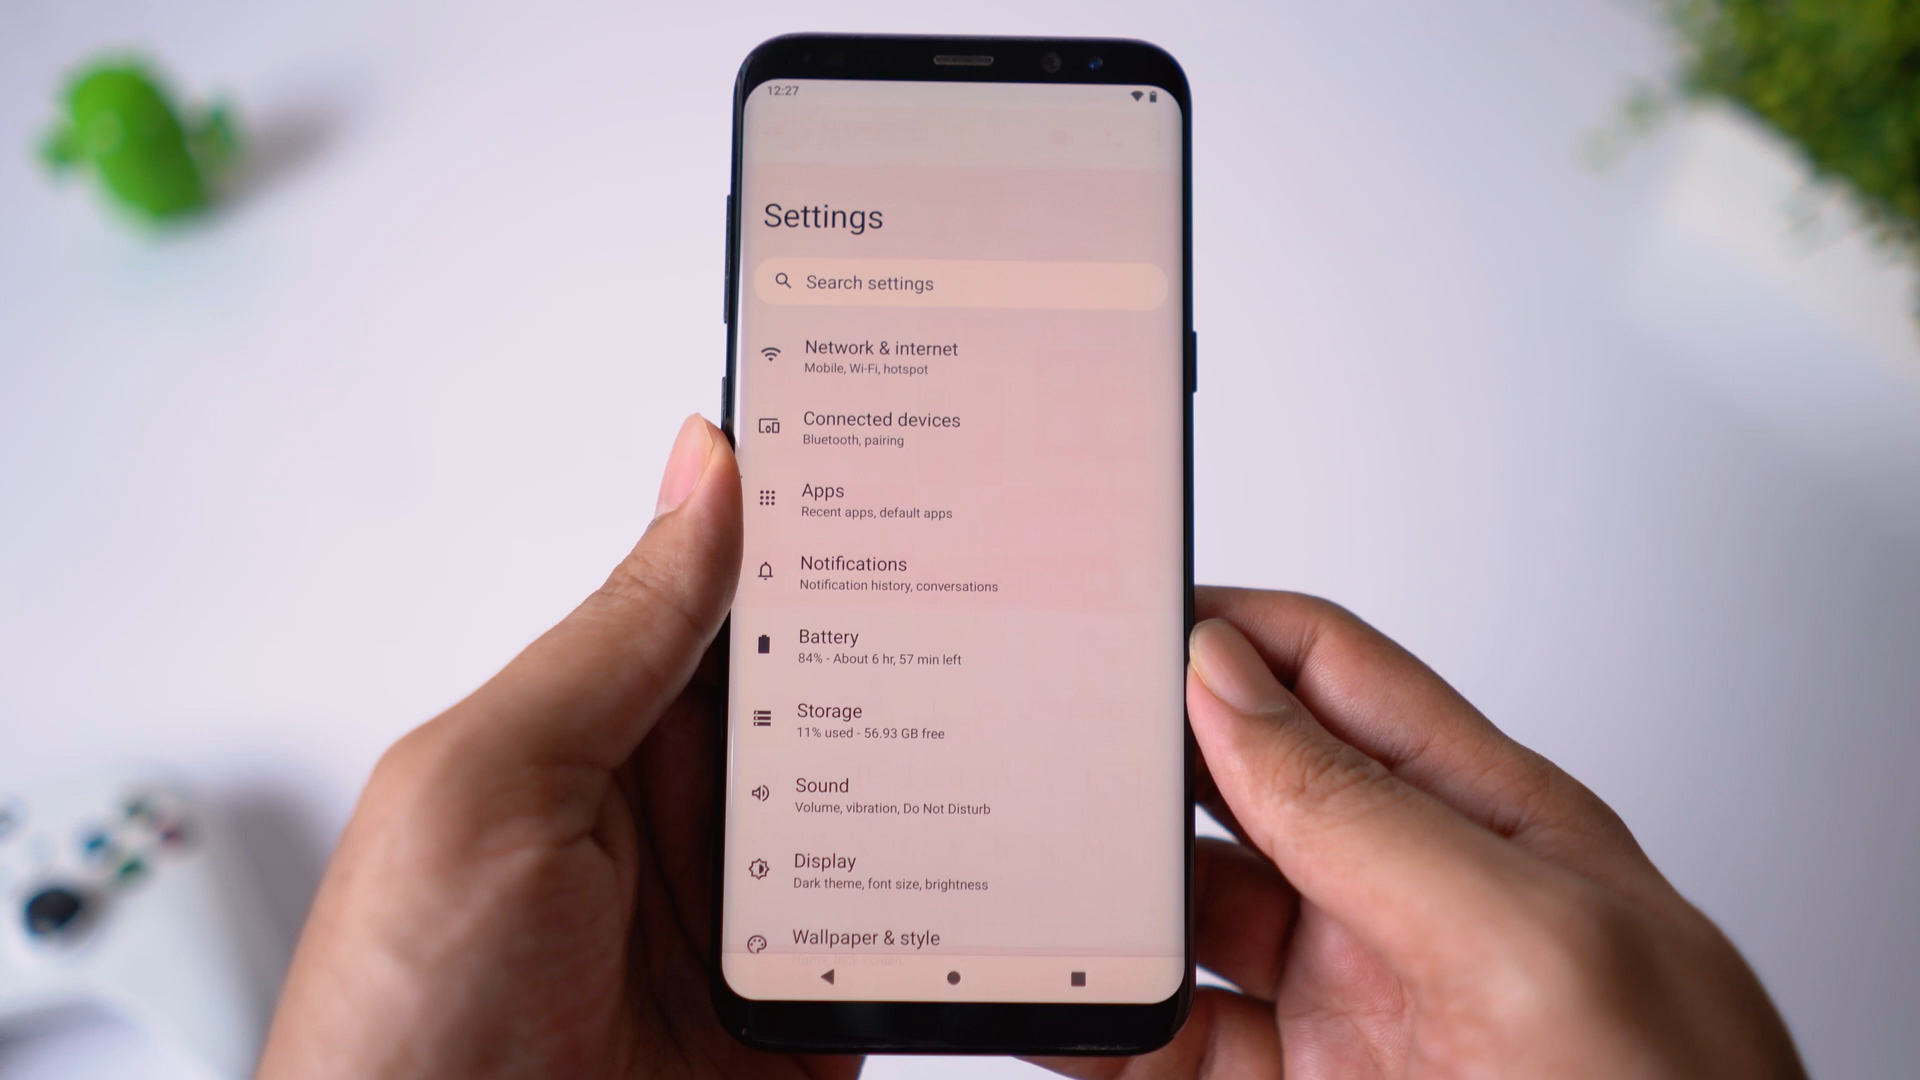 12:27
Settings
Search settings
Network & internet
Mobile, Wi-Fi, hotspot
Connected devices
Bluetooth, pairing
Apps
Recent apps, default apps
Notifications
Notification history, conversations
Battery
84% - About 6 hr, 57 min left
Storage
11% used - 56.93 GB free
Sound
Volume, vibration, Do Not Disturb
Display
Dark theme, font size, brightness
Wallpaper & style